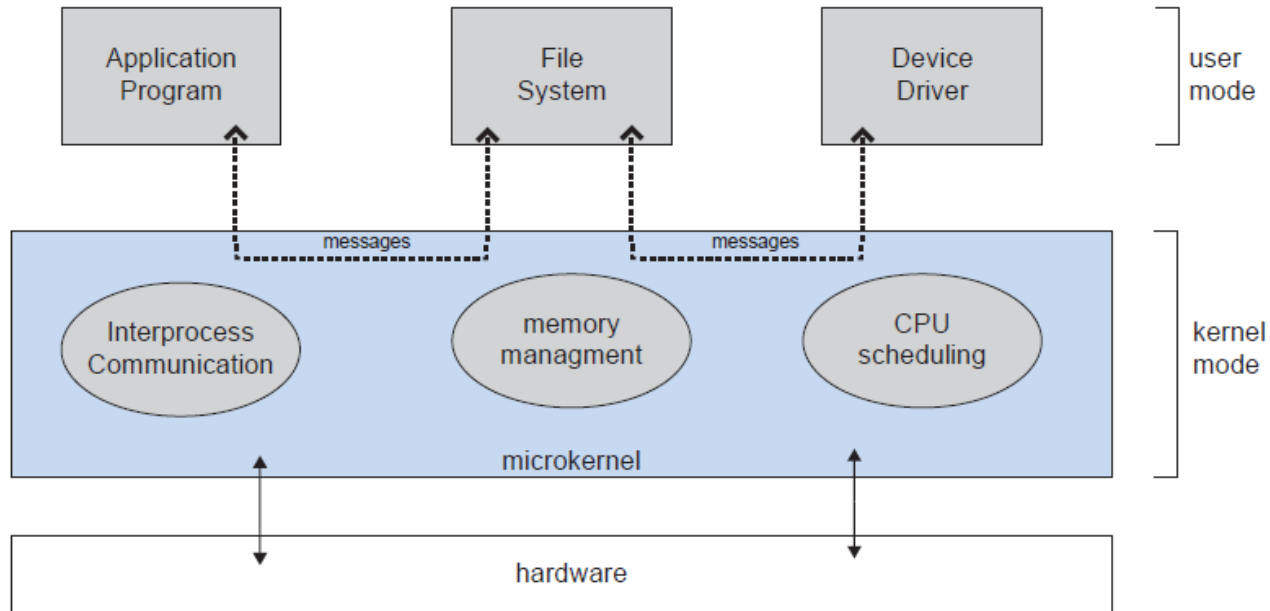 Application
Program
File
System
Device
Driver
user
mode
messages
messages
Interprocess
Communication
memory
managment
CPU
scheduling
kernel
mode
microkernel
hardware